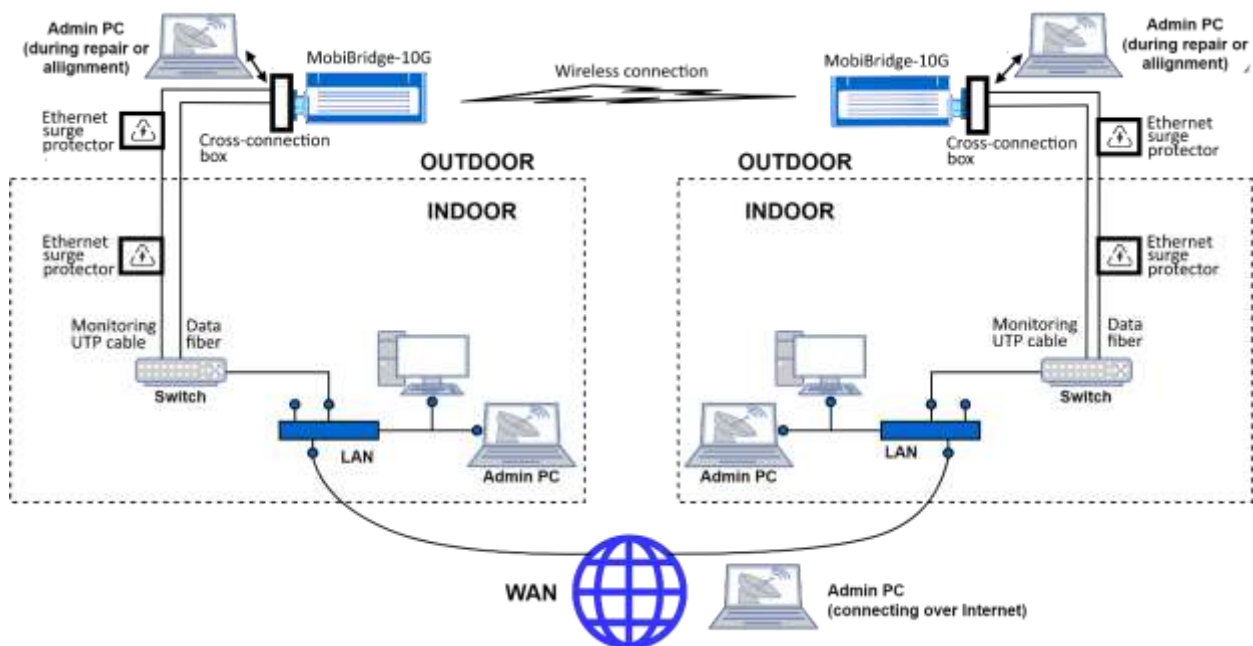 Admin PC
(during repair or
aliignment)
MobiBridge-10G
Wireless connection
MobiBridge-10G
Admin PC
(during repair or
aliignment)
Ethernet
surge
protector
Cross-connection
box
Cross-connection
box
Ethernet
surge
protector
OUTDOOR
OUTDOOR
INDOOR
INDOOR
Ethernet
surge
protector
Ethernet
surge
protector
Monitoring
UTP cable
Data
fiber
Monitoring
UTP cable
Data
fiber
Switch
Switch
LAN
Admin PC
Admin PC
LAN
WAN
Admin PC
(connecting over Internet)